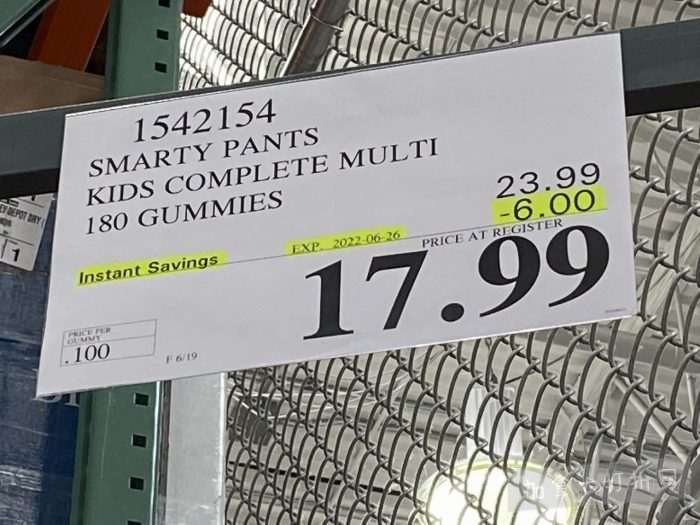 1542154
SMARTY PANTS
KIDS COMPLETE MULTI
180 GUMMIES
23.99
-6.00
Instant Savings
EXP. 2022-06-26
PRICE AT REGISTER
17.99
PRICE PER
GUMMY
.100
F 6/19
1